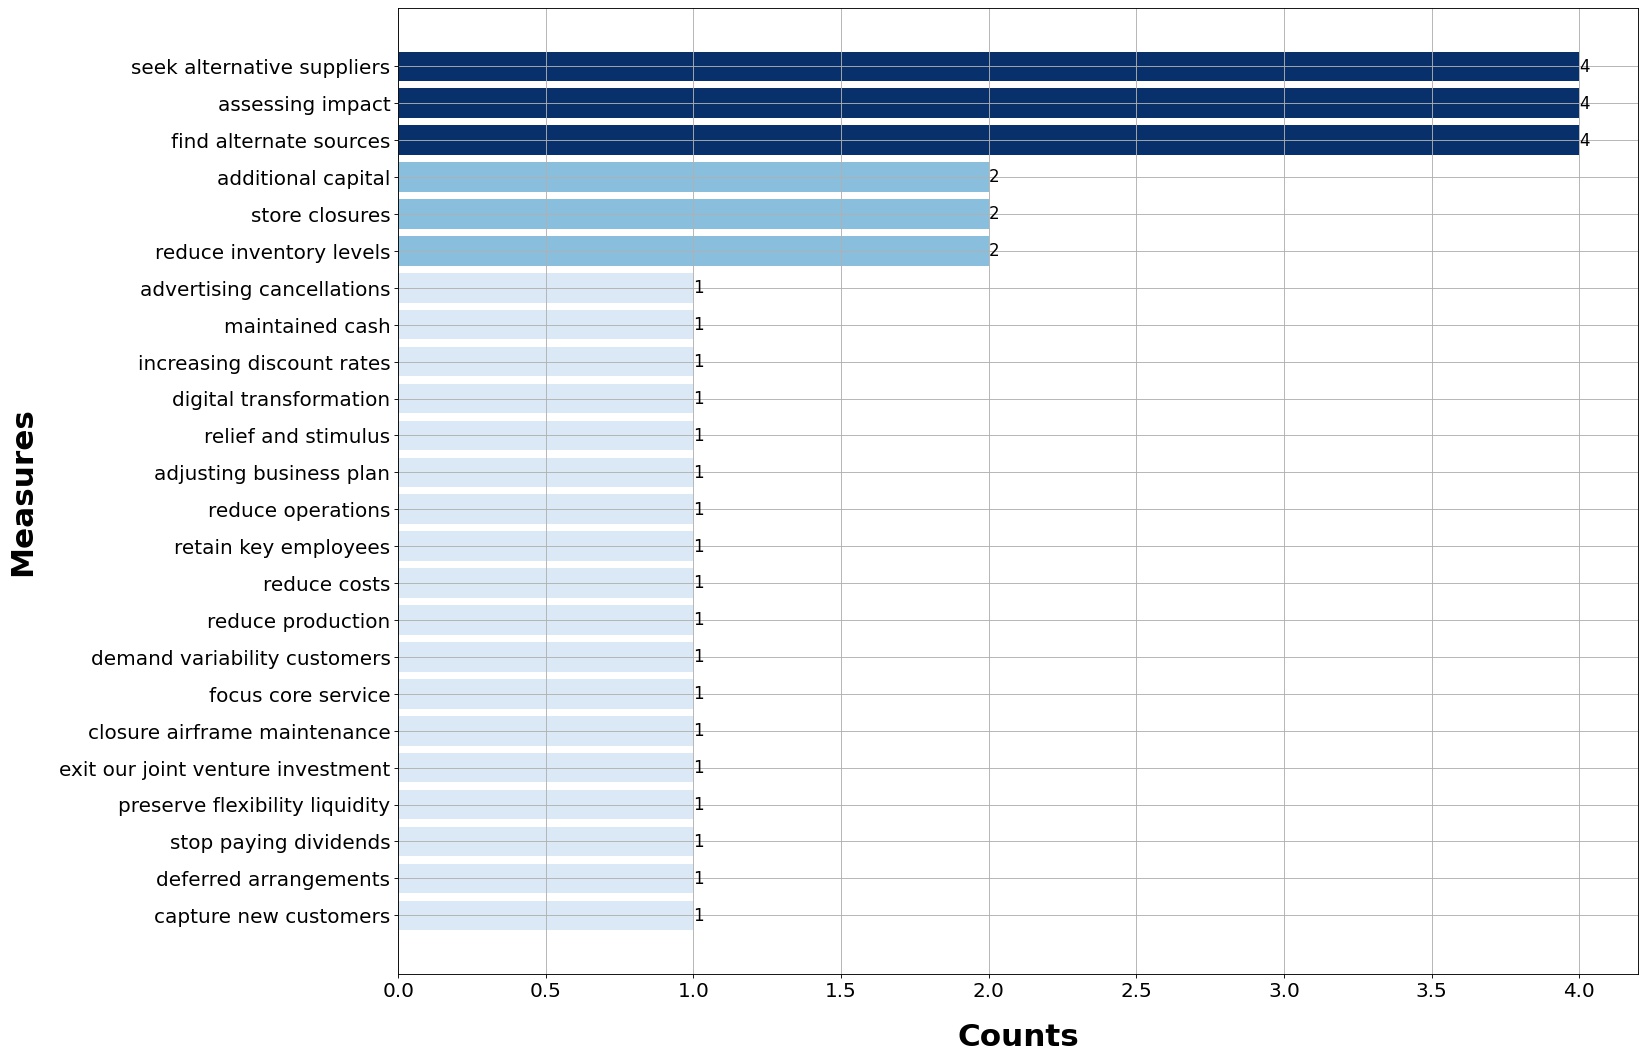 seek alternative suppliers 4
assessing impact 4
find alternate sources 4
additional capital 2
store closures 2
reduce inventory levels 2
advertising cancellations 1
maintained cash 1
increasing discount rates 1
digital transformation 1
relief and stimulus 1
adjusting business plan 1
reduce operations 1
retain key employees 1
reduce costs 1
reduce production 1
demand variability customers 1
focus core service 1
closure airframe maintenance 1
exit our joint venture investment 1
preserve flexibility liquidity 1
stop paying dividends 1
deferred arrangements 1
capture new customers 1
Measures
0.0 0.5 1.0 1.5 2.0 2.5 3.0 3.5 4.0
Counts